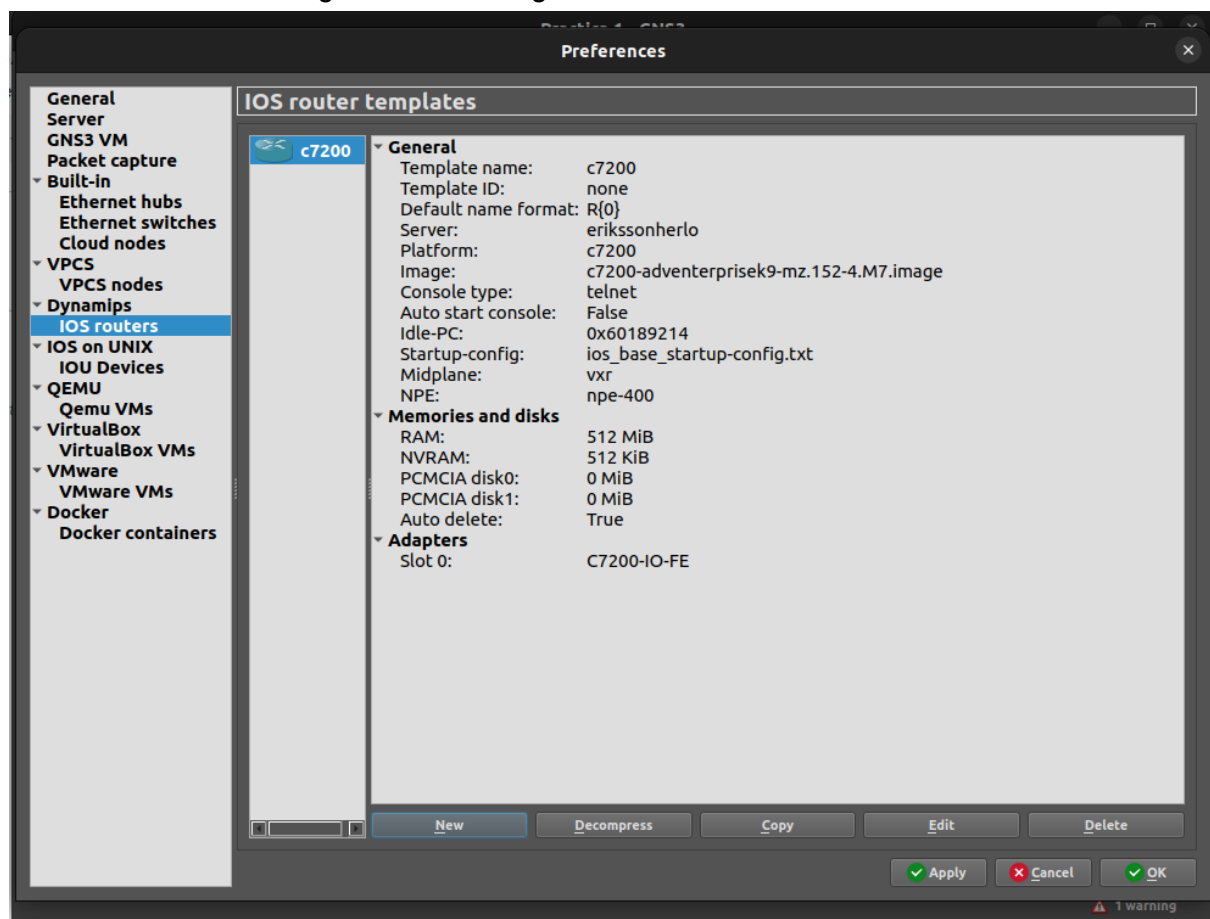 Preferences
General
Server
GNS3 VM
Packet capture
Built-in
Ethernet hubs
Ethernet switches
Cloud nodes
VPCS
VPCS nodes
Dynamips
IOS routers
IOS on UNIX
IOU Devices
QEMU
Qemu VMs
VirtualBox
VirtualBox VMs
VMware
VMware VMs
Docker
Docker containers
IOS router templates
c7200
General
Template name: c7200
Template ID: none
Default name format: R{0}
Server: erikssonherlo
Platform: c7200
Image: c7200-adventerprisek9-mz.152-4.M7.image
Console type: telnet
Auto start console: False
Idle-PC: 0x60189214
Startup-config: ios_base_startup-config.txt
Midplane: vxr
NPE: npe-400
Memories and disks
RAM: 512 MiB
NVRAM: 512 KiB
PCMCIA disk0: 0 MiB
PCMCIA disk1: 0 MiB
Auto delete: True
Adapters
Slot 0: C7200-IO-FE
New Decompress Copy Edit Delete
Apply Cancel OK
1 warning